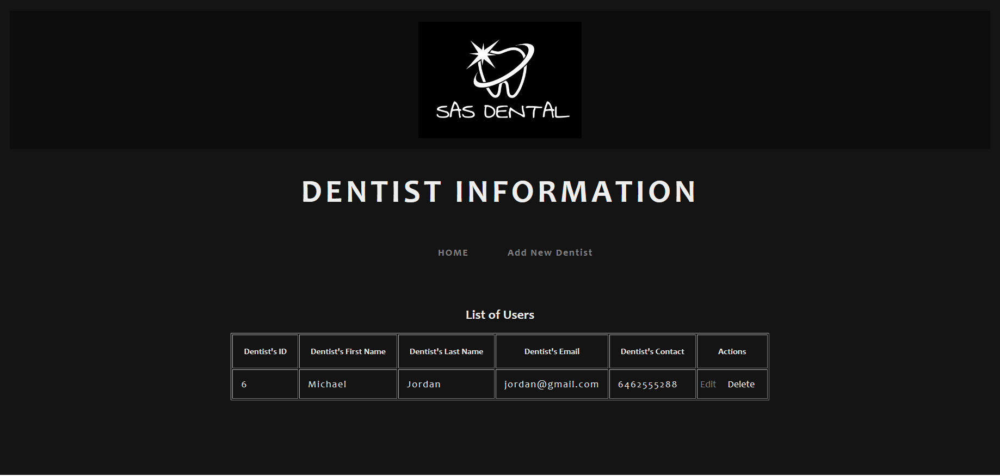 SAS DENTAL
DENTIST INFORMATION
HOME Add New Dentist
List of Users
Dentist's ID Dentist's First Name Dentist's Last Name Dentist's Email Dentist's Contact Actions
6 Michael Jordan jordan@gmail.com 6462555288 Edit Delete